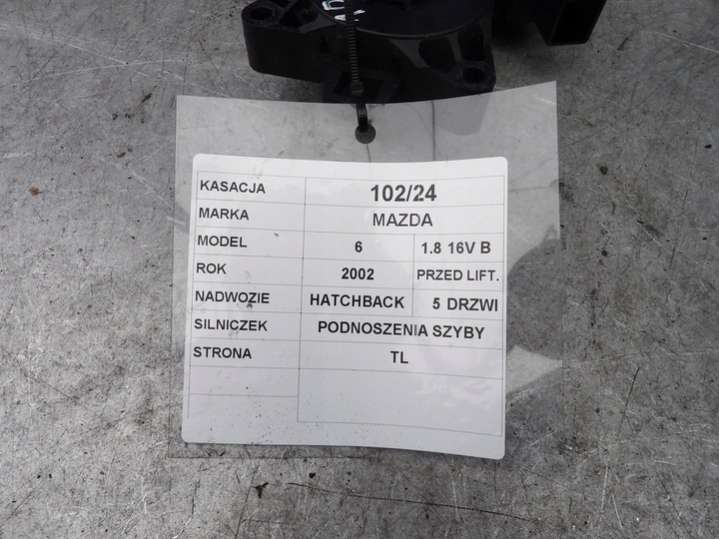 KASACJA 102/24
MARKA MAZDA
MODEL 6 1.8 16V B
ROK 2002 PRZED LIFT.
NADWOZIE HATCHBACK 5 DRZWI
SILNICZEK PODNOSZENIA SZYBY
STRONA TL